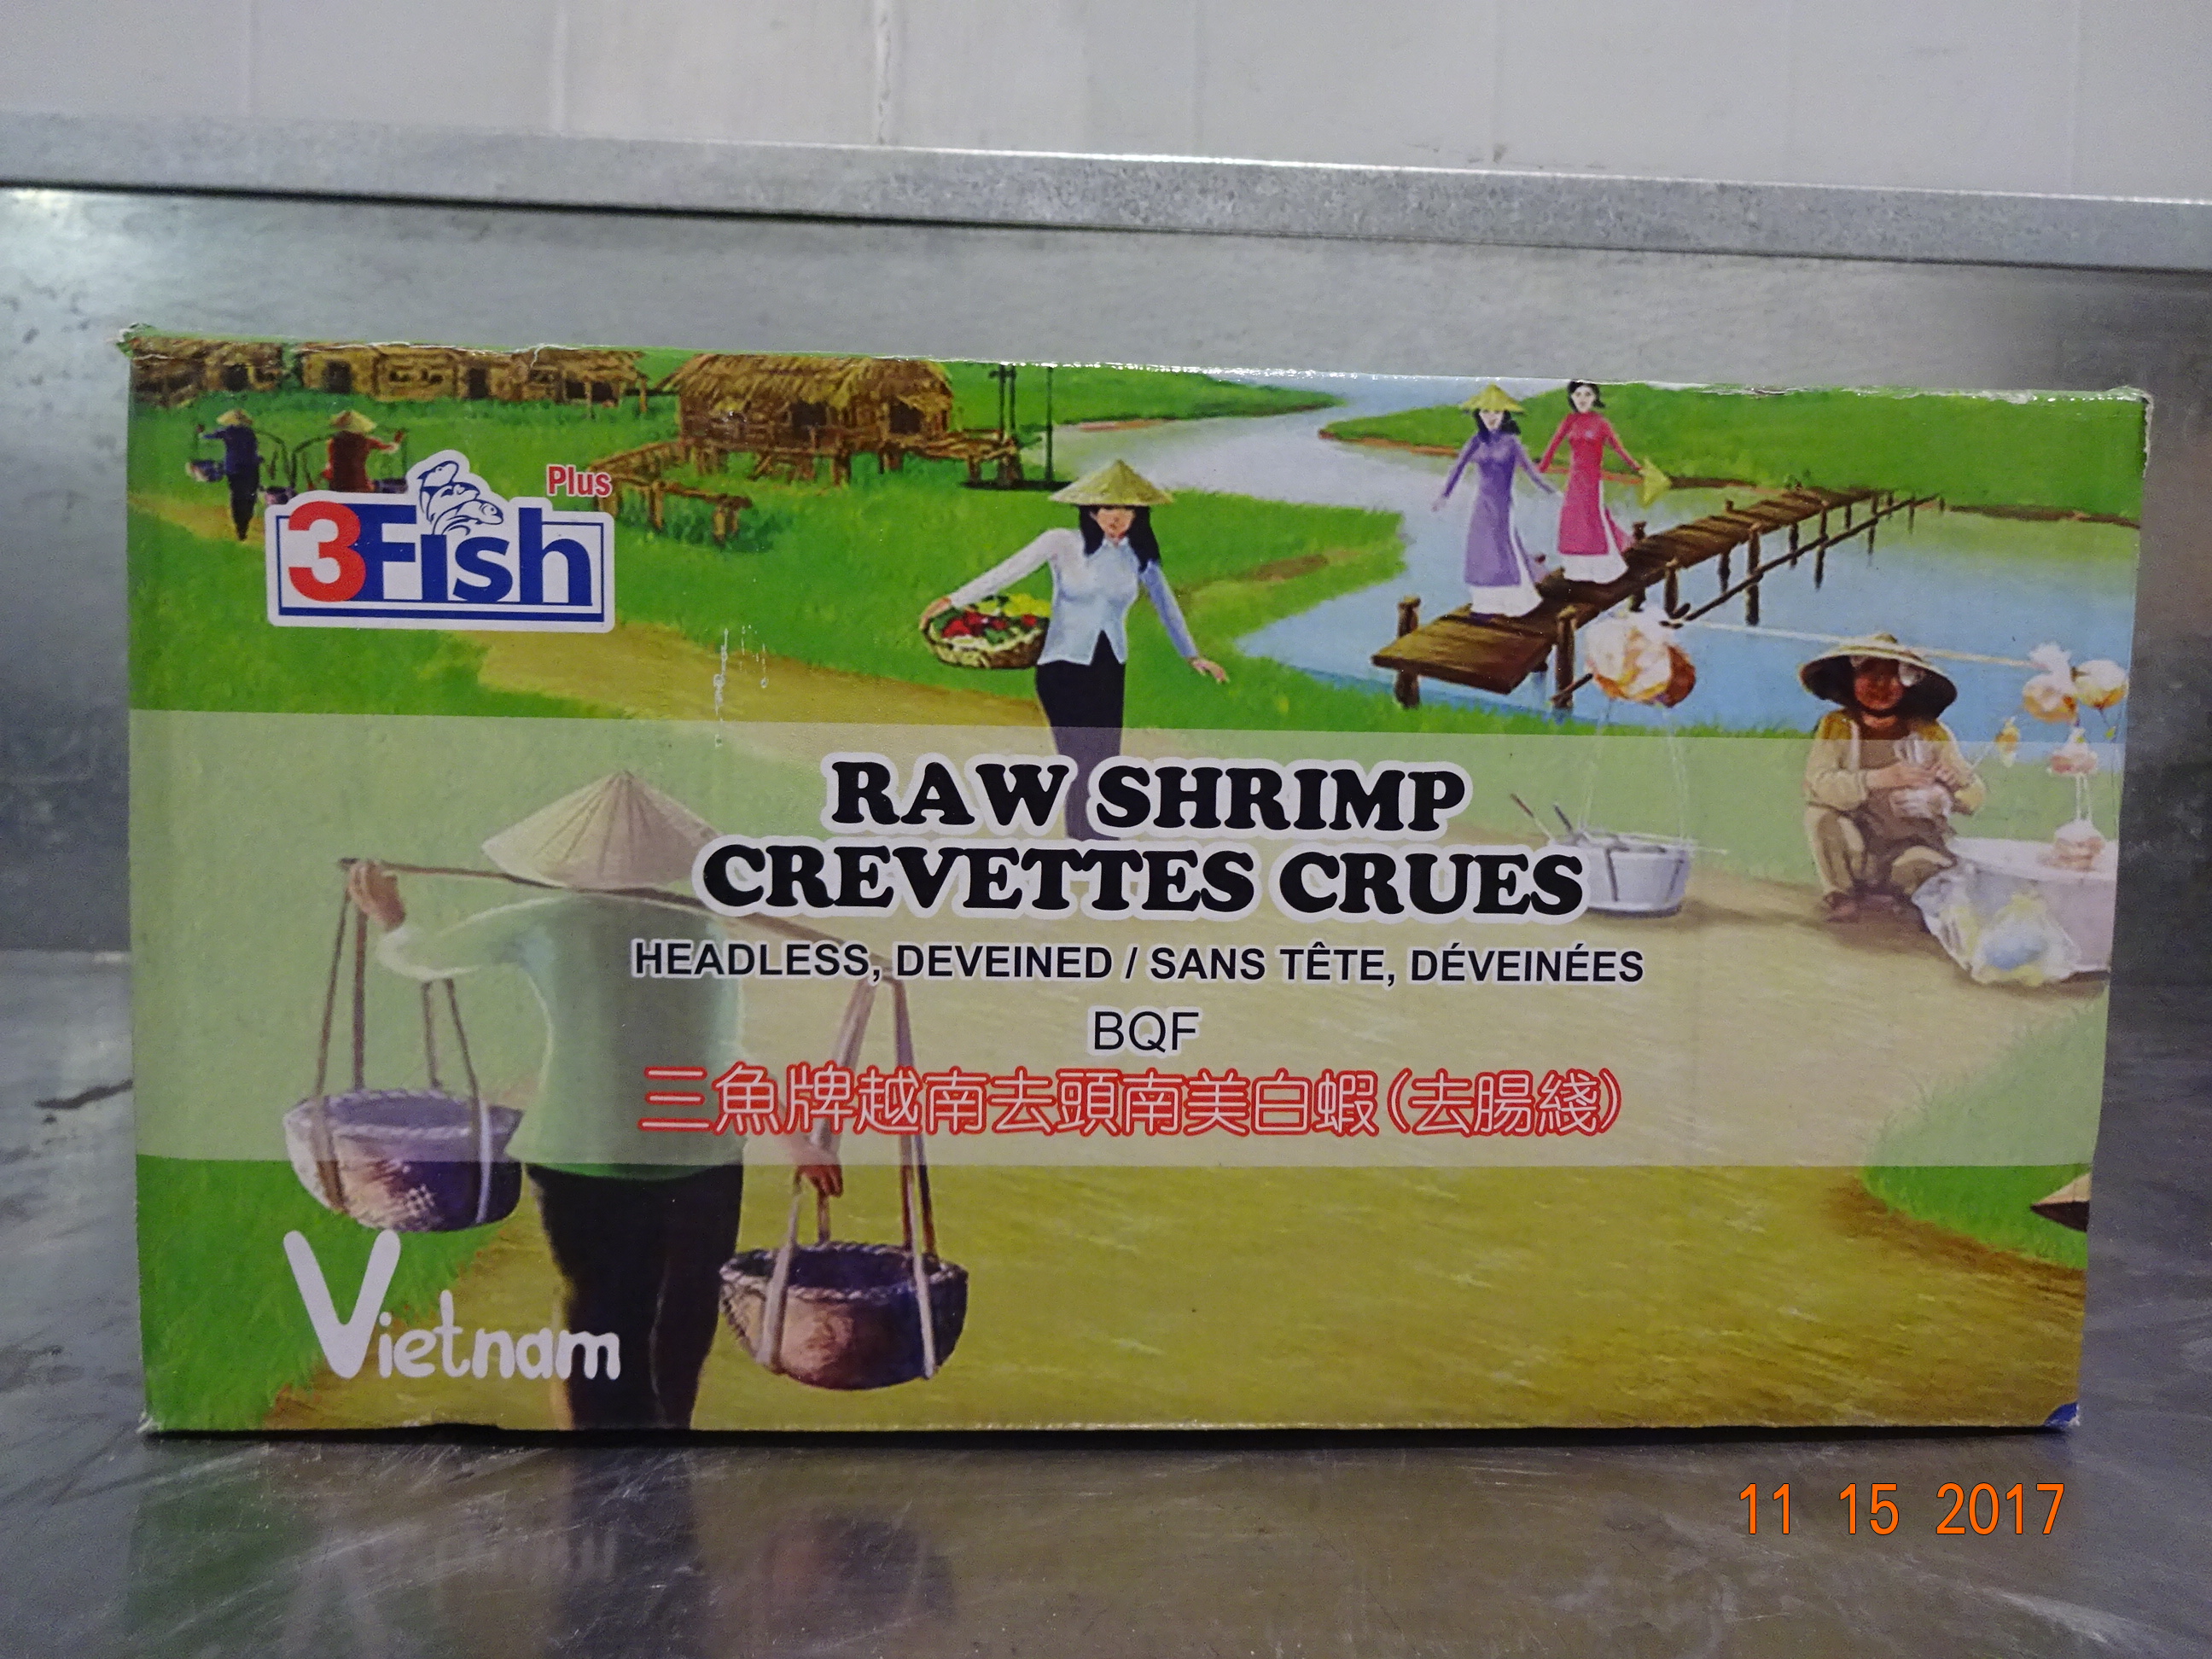 Plus
3Fish
RAW SHRIMP
CREVETTES CRUES
HEADLESS, DEVEINED / SANS TÊTE, DÉVEINÉES
BQF
三魚牌越南去頭南美白蝦(去腸綫)
Vietnam
11 15 2017